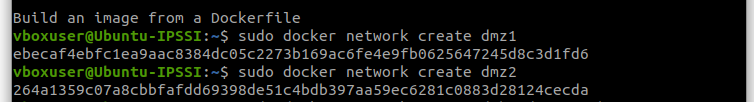 Build an image from a Dockerfile
vboxuser@Ubuntu-IPSSI:~$ sudo docker network create dmz1
ebecaf4ebfc1ea9aac8384dc05c2273b169ac6fe4e9fb0625647245d8c3d1fd6
vboxuser@Ubuntu-IPSSI:~$ sudo docker network create dmz2
264a1359c07a8cbbfafdd69398de51c4bdb397aa59ec6281c0883d28124cecda